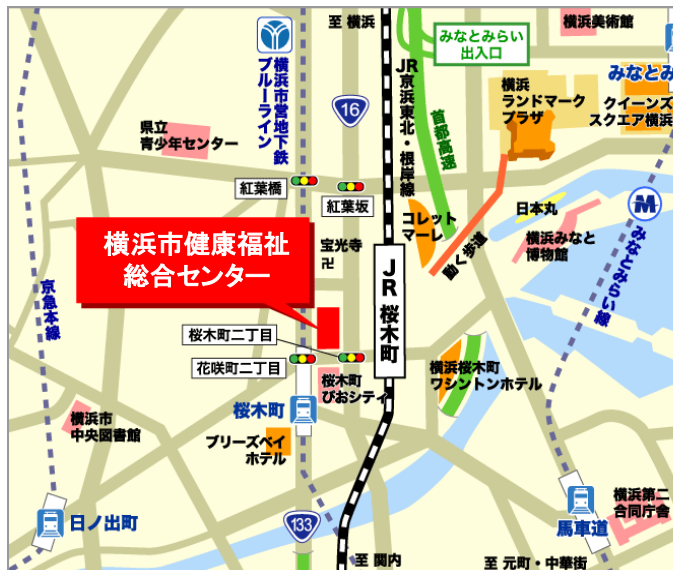 至 横浜
みなとみらい
出入口
横浜美術館
みなとみ
横浜市営地下鉄
ブルーライン
16
JR京浜東北・根岸線
首都高速
横浜
ランドマーク
プラザ
クイーンズ
スクエア横浜
県立
青少年センター
紅葉橋
紅葉坂
コレット
マーレ
動く歩道
日本丸
横浜みなと
博物館
M
みなとみらい線
横浜市健康福祉
総合センター
宝光寺
卍
JR桜木町
京急本線
桜木町二丁目
花咲町二丁目
桜木町
ぴおシティ
横浜桜木町
ワシントンホテル
桜木町
横浜市
中央図書館
ブリーズベイ
ホテル
日ノ出町
133
馬車道
横浜第二
合同庁舎
至 関内
至 元町・中華街